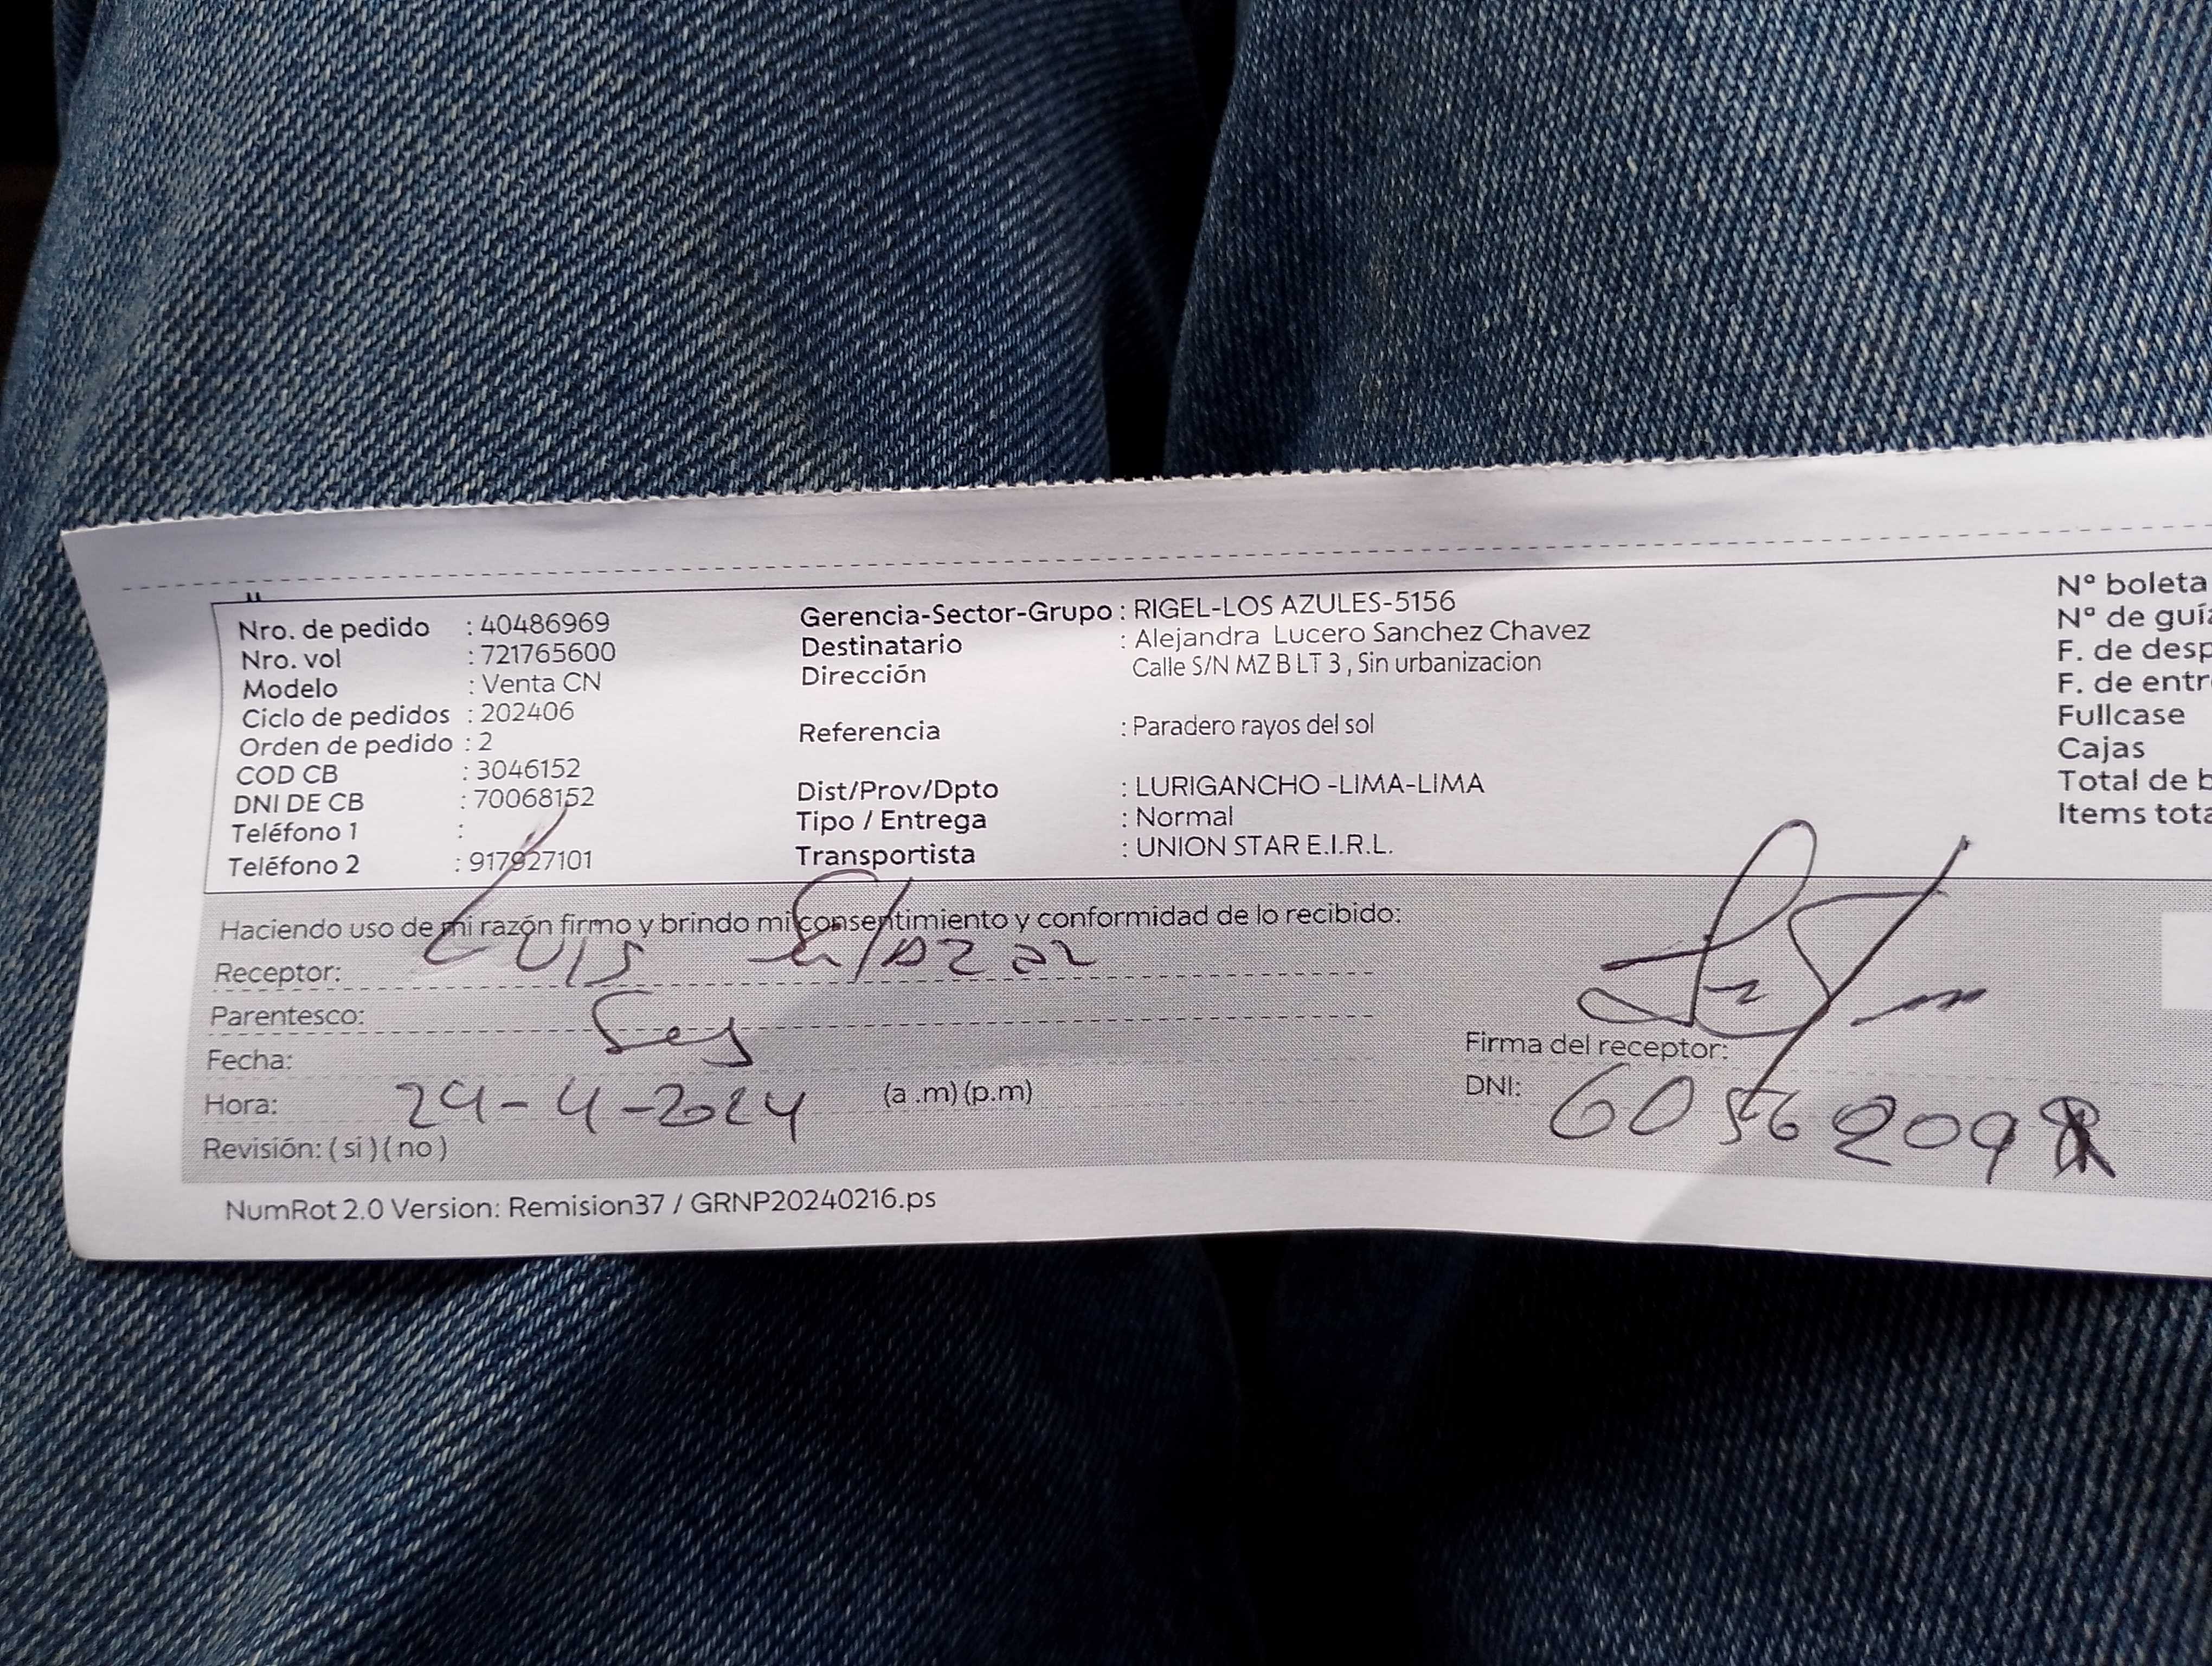 Nro. de pedido : 40486969
Nro. vol : 721765600
Modelo : Venta CN
Ciclo de pedidos : 202406
Orden de pedido : 2
COD CB : 3046152
DNI DE CB : 70068152
Teléfono 1 :
Teléfono 2 : 917927101
Gerencia-Sector-Grupo : RIGEL-LOS AZULES-5156
Destinatario : Alejandra Lucero Sanchez Chavez
Dirección Calle S/N MZ B LT 3 , Sin urbanizacion
Referencia : Paradero rayos del sol
Dist/Prov/Dpto : LURIGANCHO -LIMA-LIMA
Tipo / Entrega : Normal
Transportista : UNION STAR E.I.R.L.
Nº boleta
Nº de guía
F. de desp
F. de entr
Fullcase
Cajas
Total de b
Items tota
Haciendo uso de mi razón firmo y brindo mi consentimiento y conformidad de lo recibido:
Receptor: Luis
Parentesco:
Fecha:
Hora: 24-4-2024 (a .m) (p.m)
Revisión: ( si ) ( no )
Firma del receptor:
DNI: 6056209
NumRot 2.0 Version: Remision37 / GRNP20240216.ps